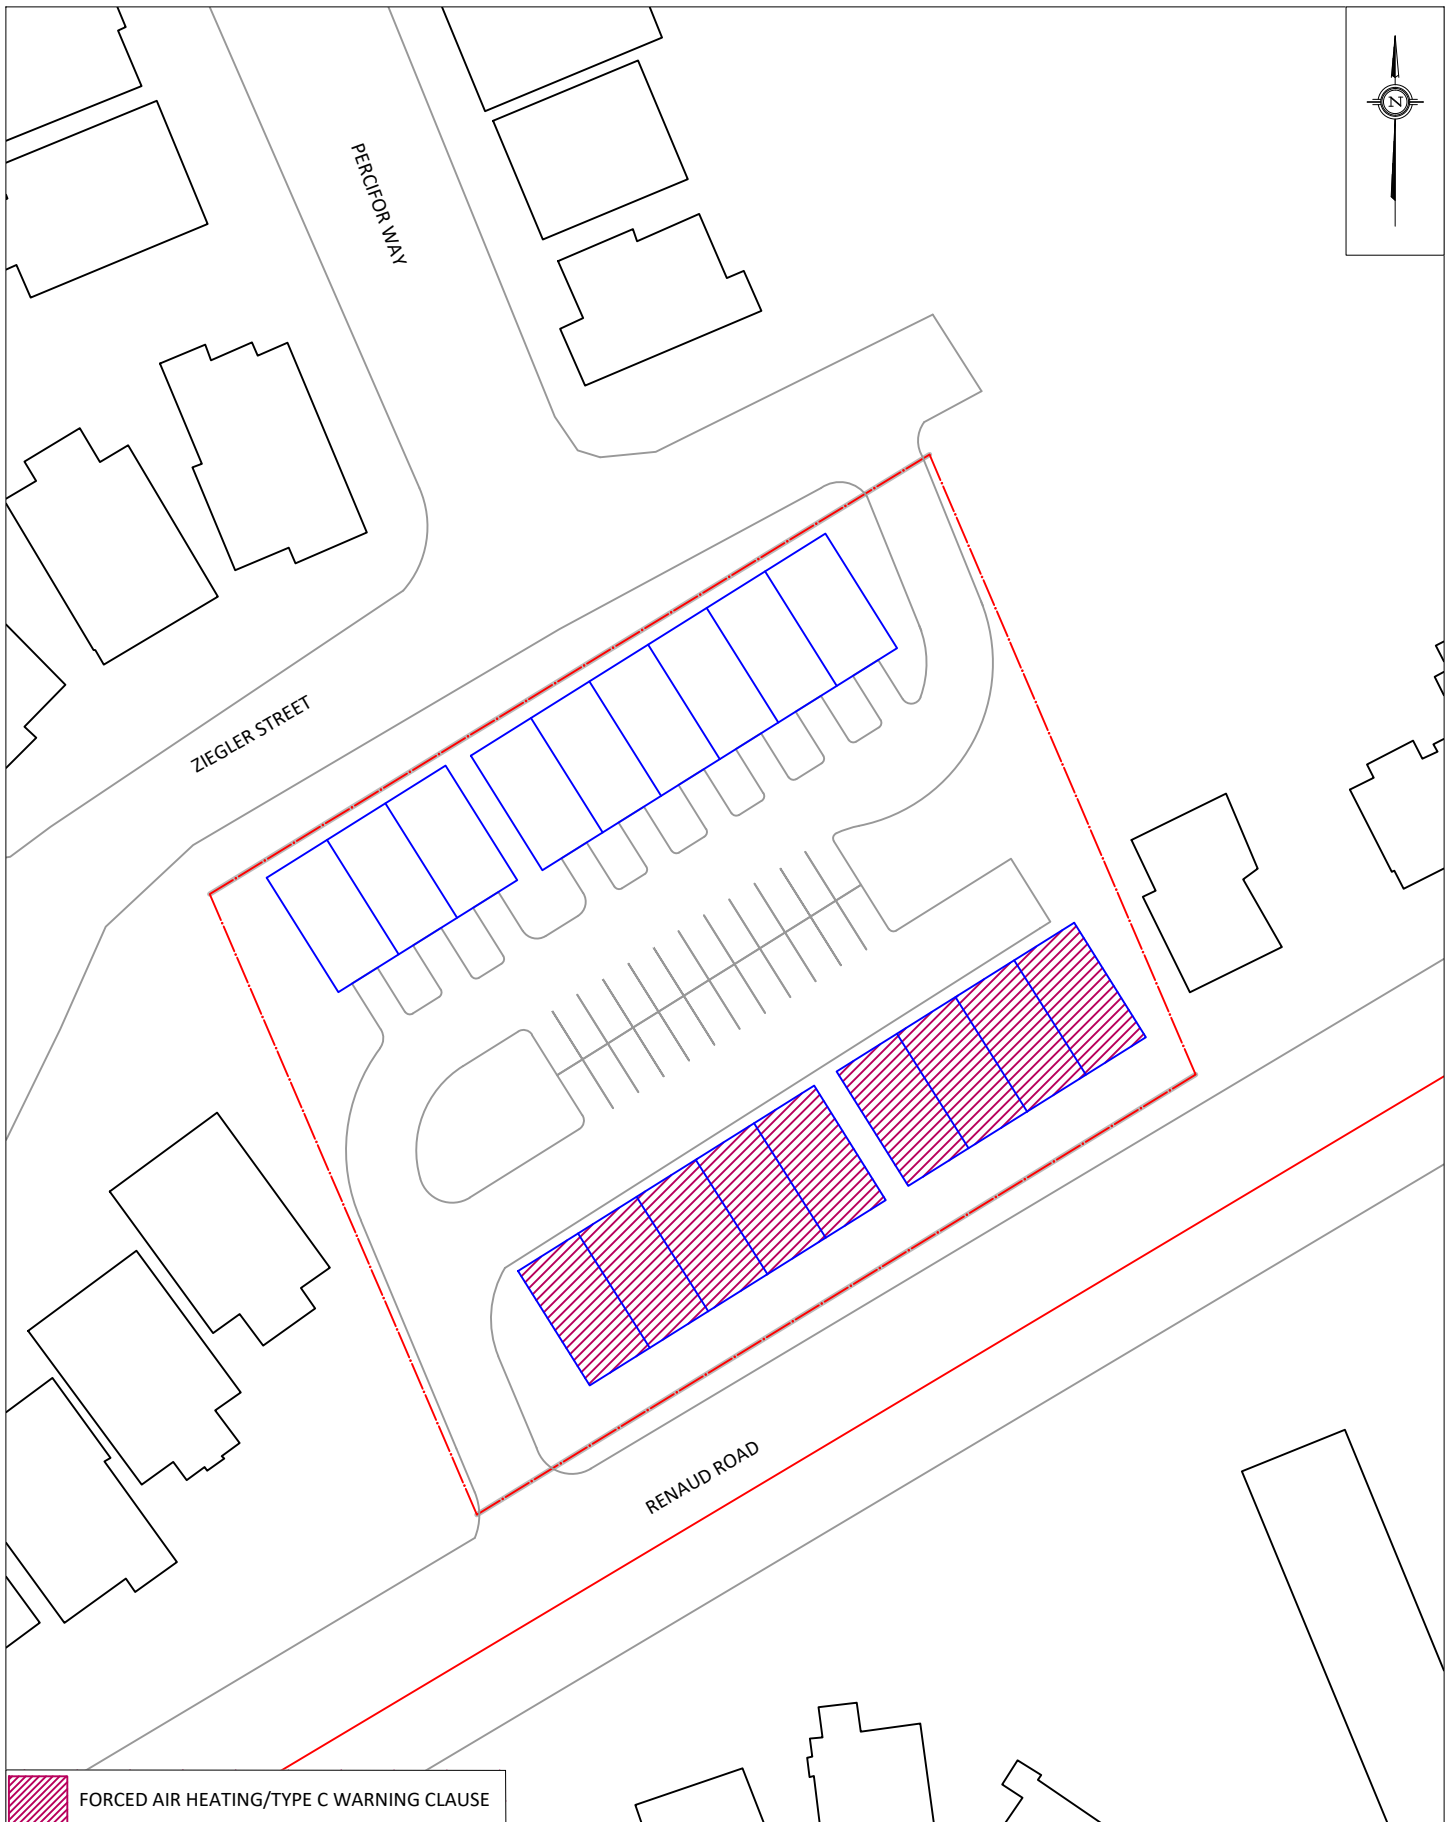 N
PERCIFOR WAY
ZIEGLER STREET
RENAUD ROAD
FORCED AIR HEATING/TYPE C WARNING CLAUSE